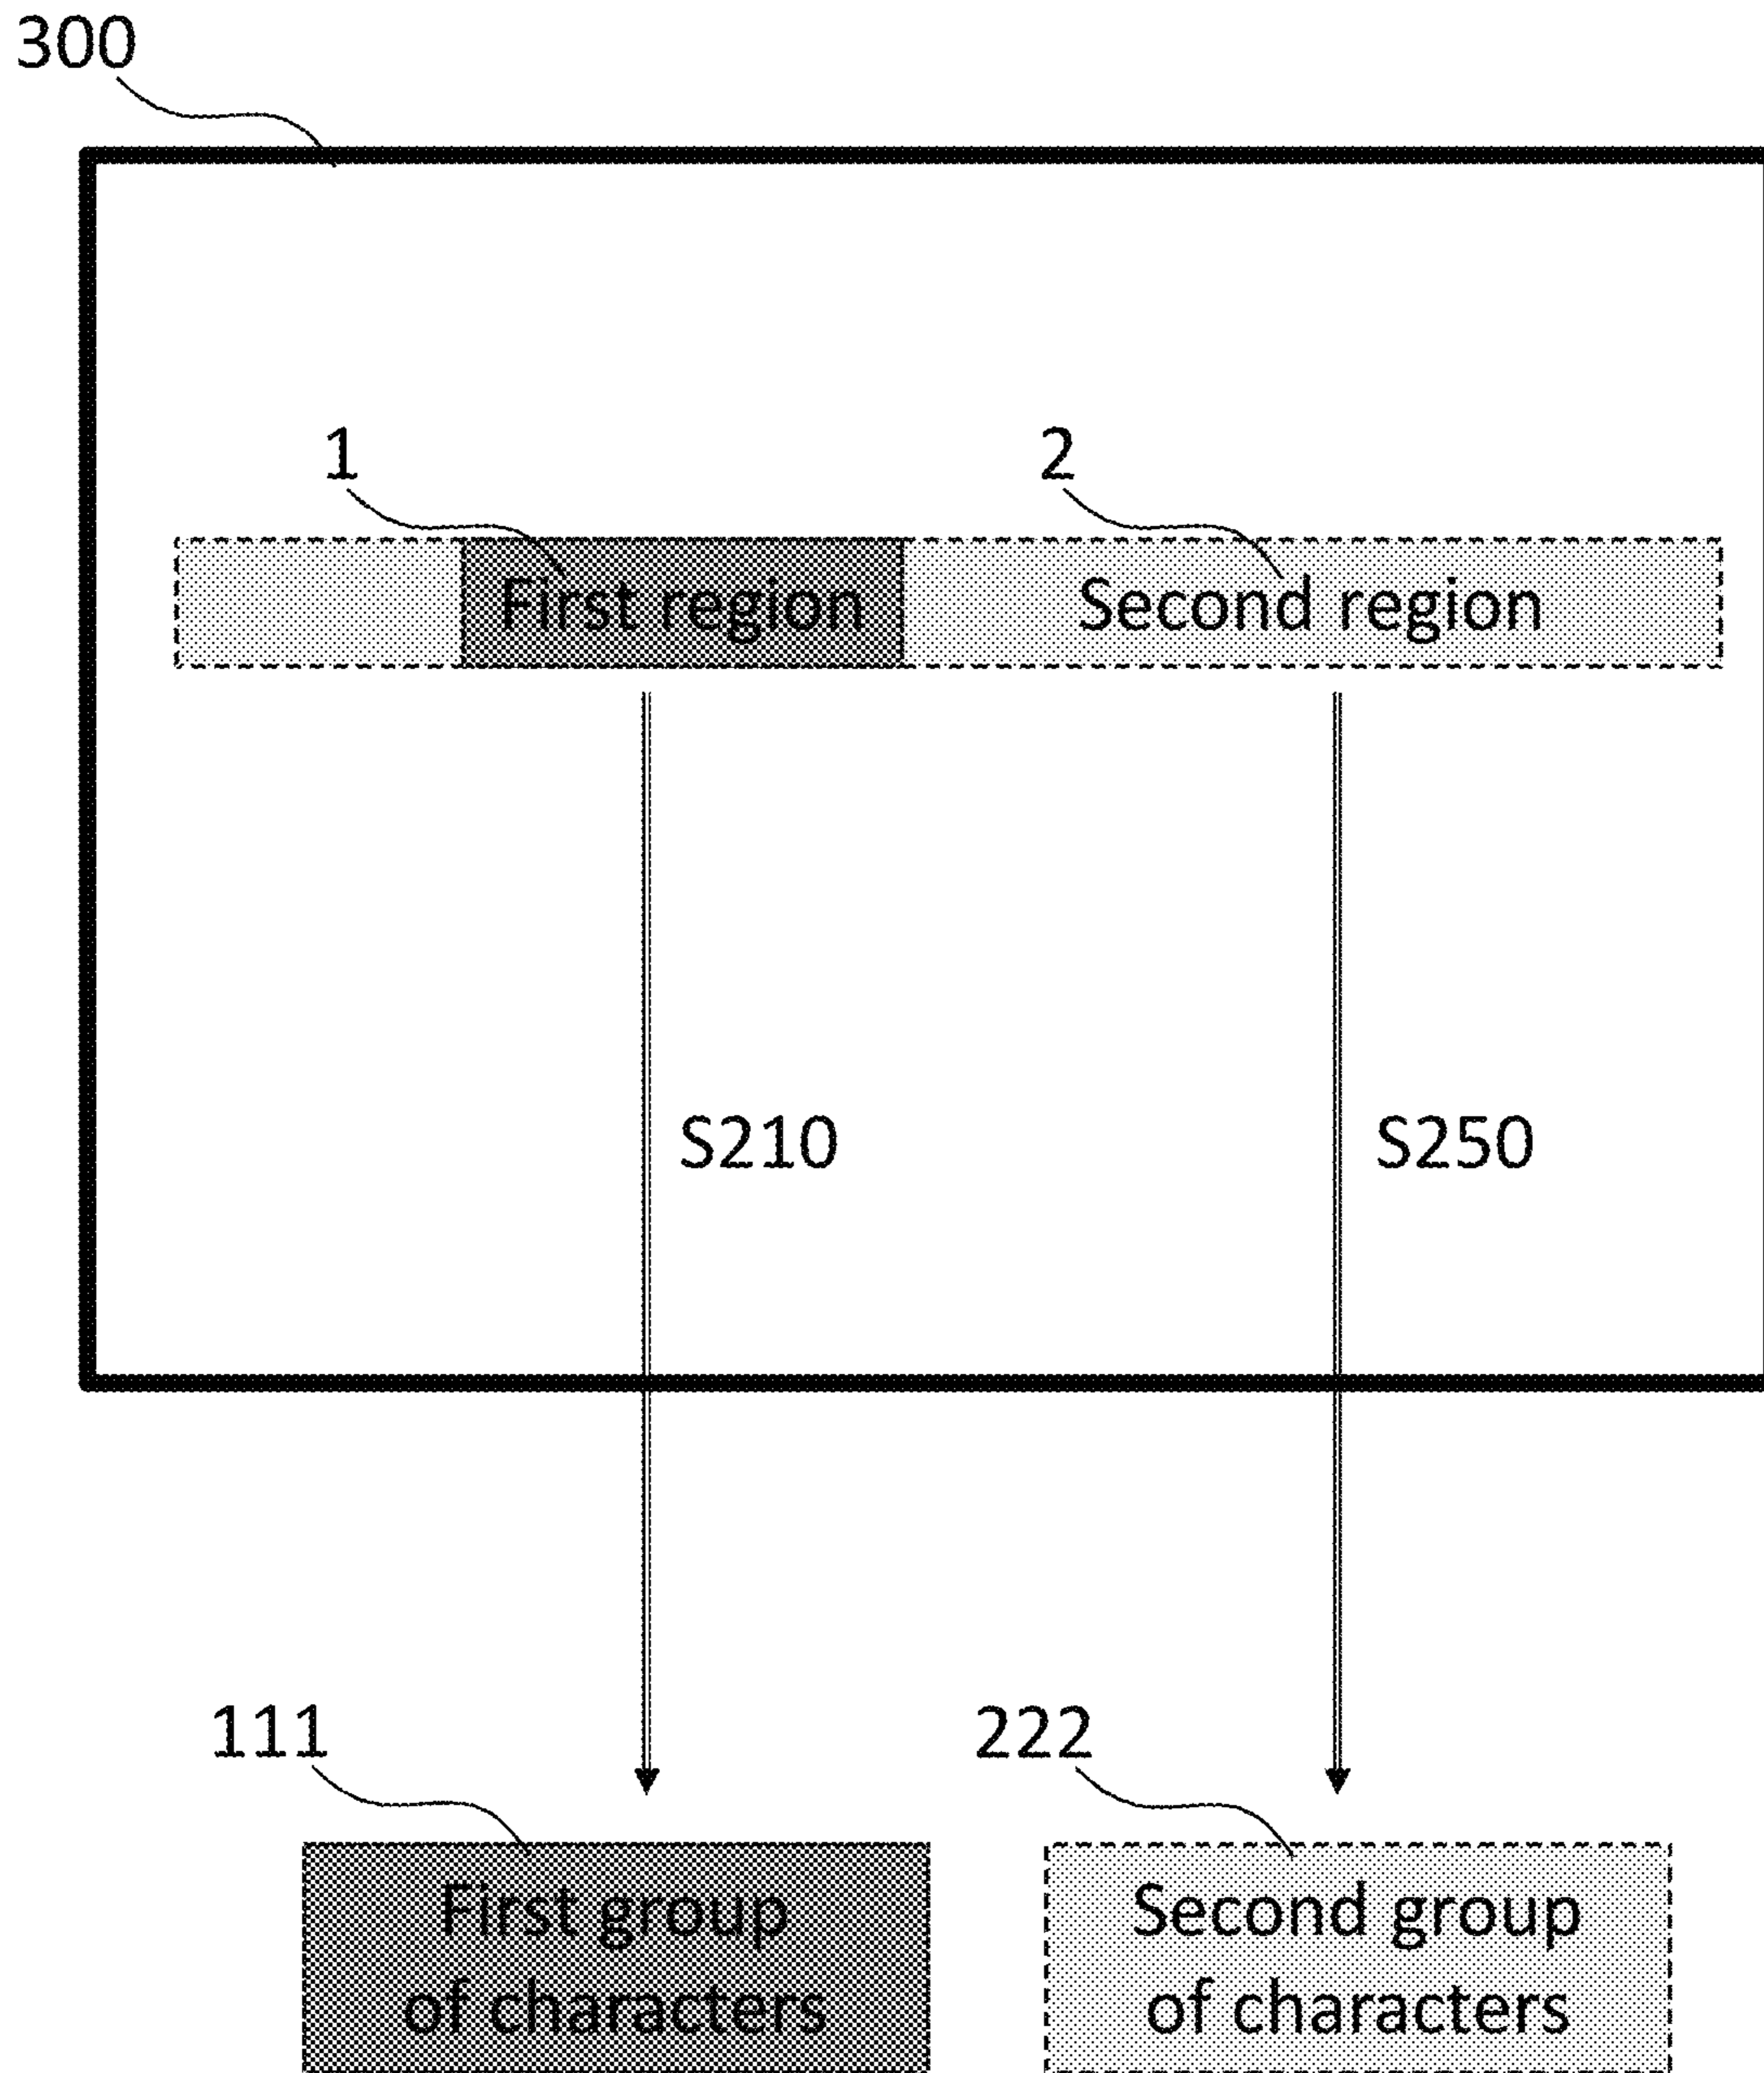 300
1
2
First region
Second region
S210
S250
111
222
First group
of characters
Second group
of characters